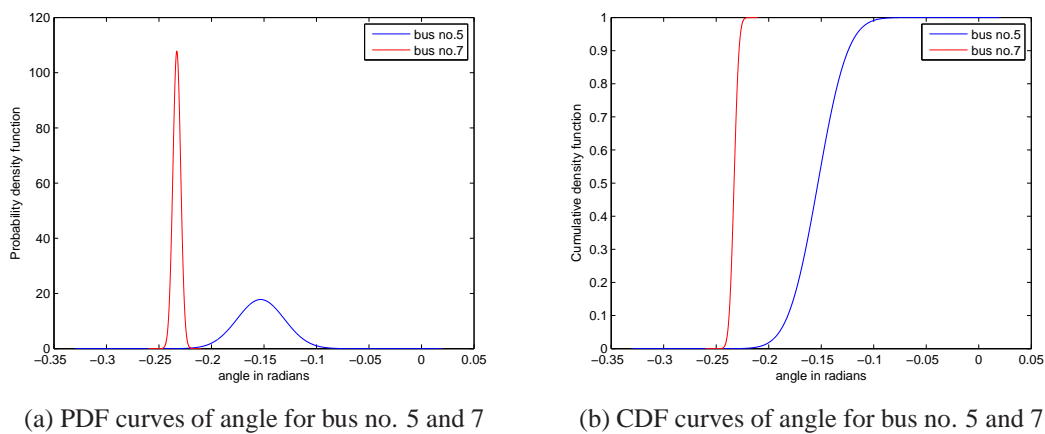 120
100
80
60
40
20
0
Probability density function
bus no.5
bus no.7
−0.35 −0.3 −0.25 −0.2 −0.15 −0.1 −0.05 0 0.05
angle in radians
(a) PDF curves of angle for bus no. 5 and 7
1
0.9
0.8
0.7
0.6
0.5
0.4
0.3
0.2
0.1
0
Cumulative density function
bus no.5
bus no.7
−0.35 −0.3 −0.25 −0.2 −0.15 −0.1 −0.05 0 0.05
angle in radians
(b) CDF curves of angle for bus no. 5 and 7